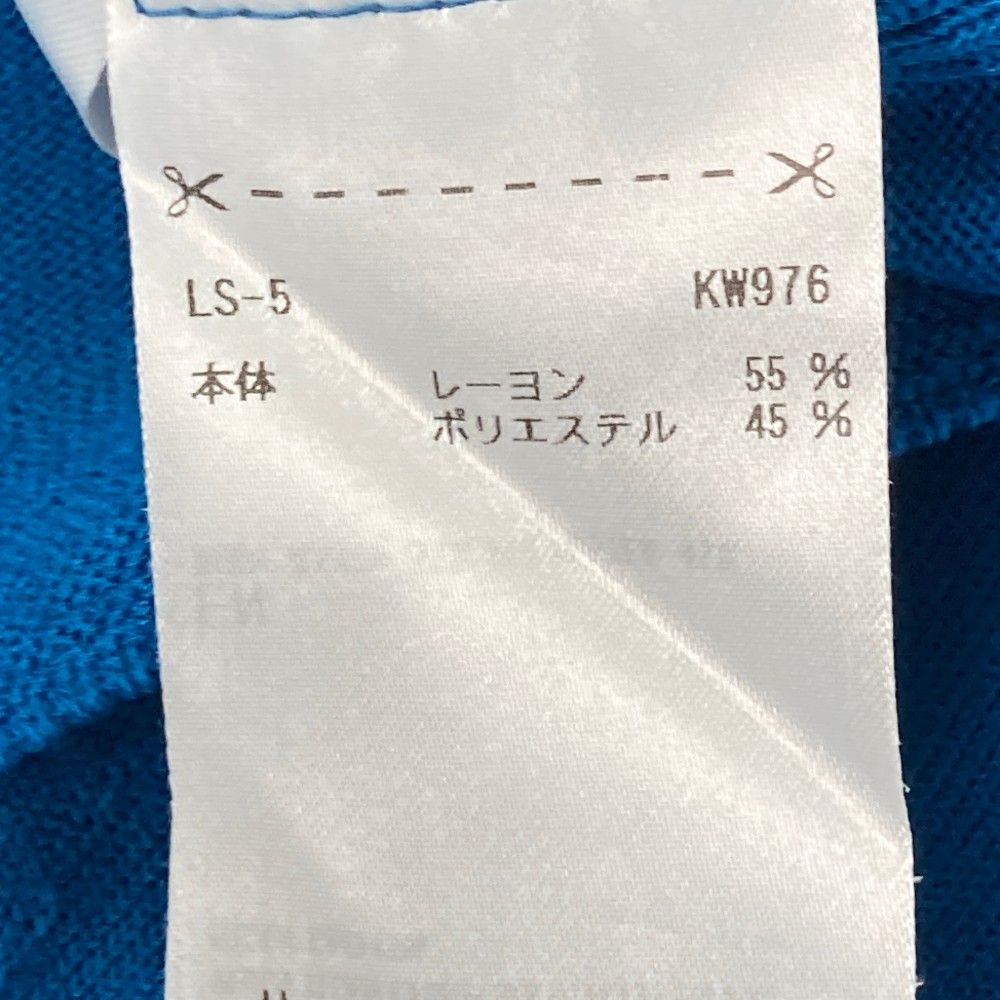 LS-5 KW976
本体 レーヨン 55 %
ポリエステル 45 %